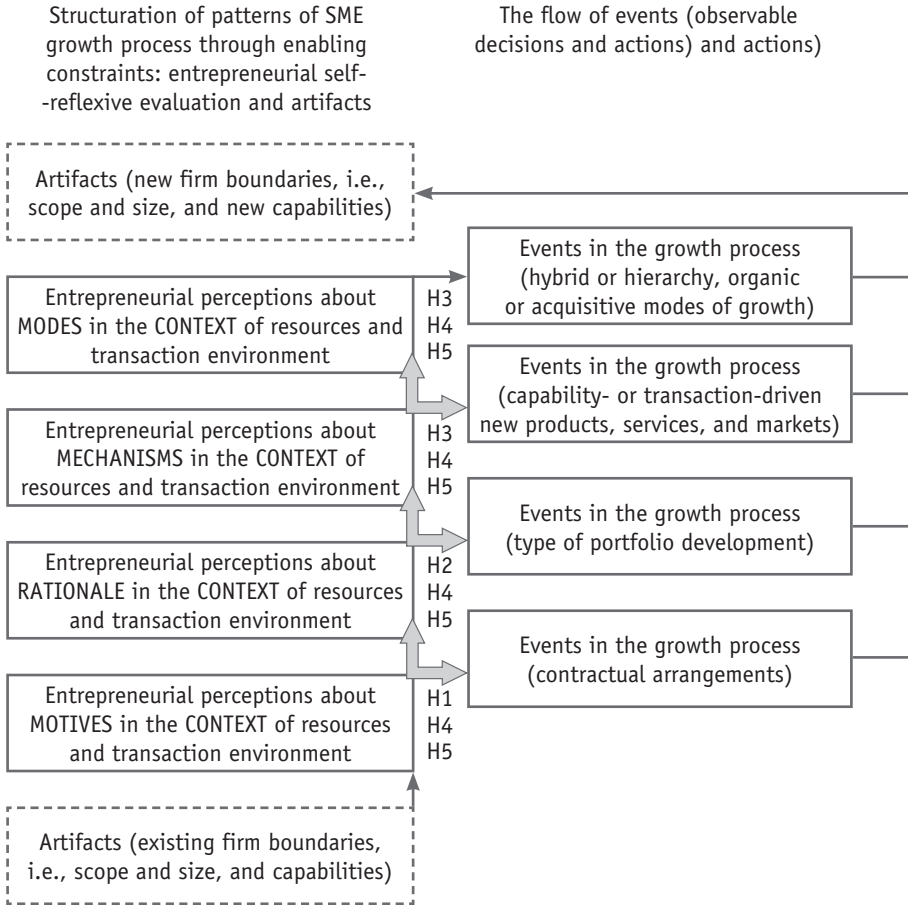 Structuration of patterns of SME
growth process through enabling
constraints: entrepreneurial self-
-reflexive evaluation and artifacts
The flow of events (observable
decisions and actions) and actions)
Artifacts (new firm boundaries, i.e.,
scope and size, and new capabilities)
Entrepreneurial perceptions about
MODES in the CONTEXT of resources and
transaction environment
H3
H4
H5
Events in the growth process
(hybrid or hierarchy, organic
or acquisitive modes of growth)
Entrepreneurial perceptions about
MECHANISMS in the CONTEXT of
resources and transaction environment
H3
H4
H5
Events in the growth process
(capability- or transaction-driven
new products, services, and markets)
Entrepreneurial perceptions about
RATIONALE in the CONTEXT of resources
and transaction environment
H2
H4
H5
Events in the growth process
(type of portfolio development)
Entrepreneurial perceptions about
MOTIVES in the CONTEXT of resources
and transaction environment
H1
H4
H5
Events in the growth process
(contractual arrangements)
Artifacts (existing firm boundaries,
i.e., scope and size, and capabilities)